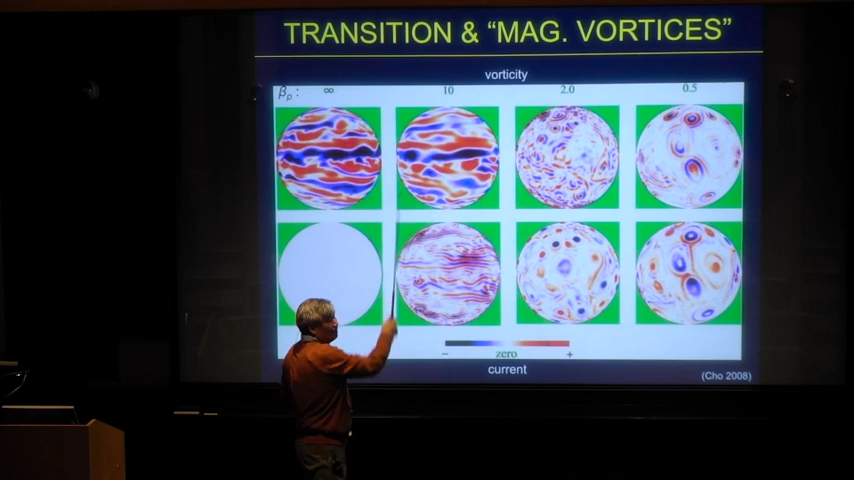 TRANSITION & “MAG. VORTICES”
vorticity
βp : ∞ 10 2.0 0.5
− zero +
current
(Cho 2008)